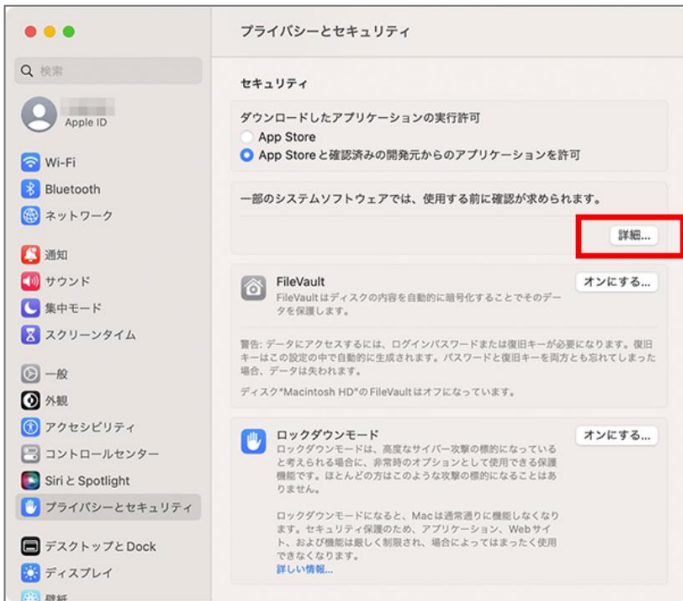 プライバシーとセキュリティ
検索
Apple ID
Wi-Fi
Bluetooth
ネットワーク
通知
サウンド
集中モード
スクリーンタイム
一般
外観
アクセシビリティ
コントロールセンター
Siri と Spotlight
プライバシーとセキュリティ
デスクトップと Dock
ディスプレイ
壁紙
セキュリティ
ダウンロードしたアプリケーションの実行許可
App Store
App Store と確認済みの開発元からのアプリケーションを許可
一部のシステムソフトウェアでは、使用する前に確認が求められます。
詳細...
FileVault
オンにする...
FileVault はディスクの内容を自動的に暗号化することでそのデー
タを保護します。
警告: データにアクセスするには、ログインパスワードまたは復旧キーが必要になります。復旧
キーはこの設定の中で自動的に生成されます。パスワードと復旧キーを両方とも忘れてしまった
場合、データは失われます。
ディスク"Macintosh HD"の FileVault はオフになっています。
ロックダウンモード
オンにする...
ロックダウンモードは、高度なサイバー攻撃の標的になっている
と考えられる場合に、非常時のオプションとして使用できる保護
機能です。ほとんどの方はこのような攻撃の標的になることはあ
りません。
ロックダウンモードになると、Mac は通常通りに機能しなくなり
ます。セキュリティ保護のため、アプリケーション、Web サイ
ト、および機能は厳しく制限され、場合によってはまったく使用
できなくなります。
詳しい情報...